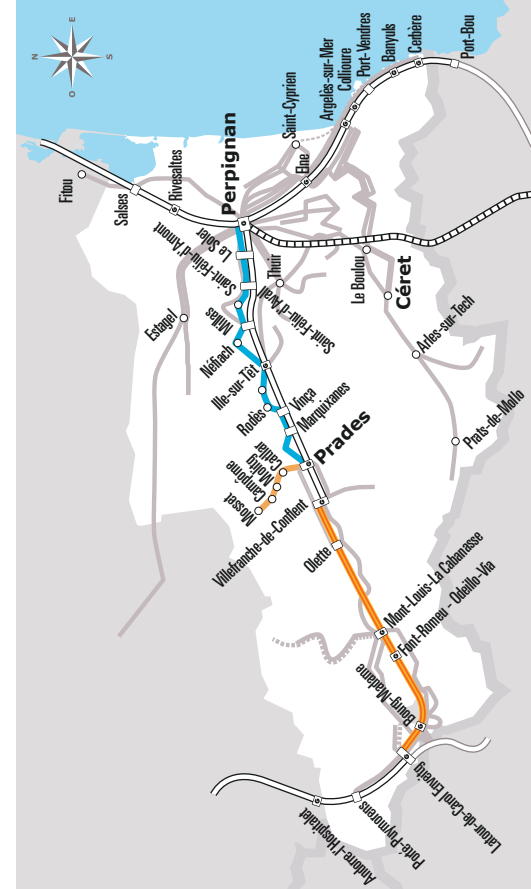 N
E
O
S
Fitou
Salses
Rivesaltes
Perpignan
Saint-Cyprien
Elne
Argelès-sur-Mer
Collioure
Port-Vendres
Banyuls
Cerbère
Port-Bou
Le Soler
Saint-Féliu-d'Amont
Saint-Féliu-d'Avall
Thuir
Millas
Néfiach
Estagel
Ille-sur-Têt
Rodès
Vinça
Marquixanes
Prades
Catllar
Molitg
Campôme
Mosset
Le Boulou
Céret
Arles-sur-Tech
Prats-de-Mollo
Villefranche-de-Conflent
Olette
Mont-Louis-La Cabanasse
Font-Romeu - Odeillo-Via
Bourg-Madame
Latour-de-Carol Enveitg
Porté-Puymorens
Andorre-l'Hospitalet